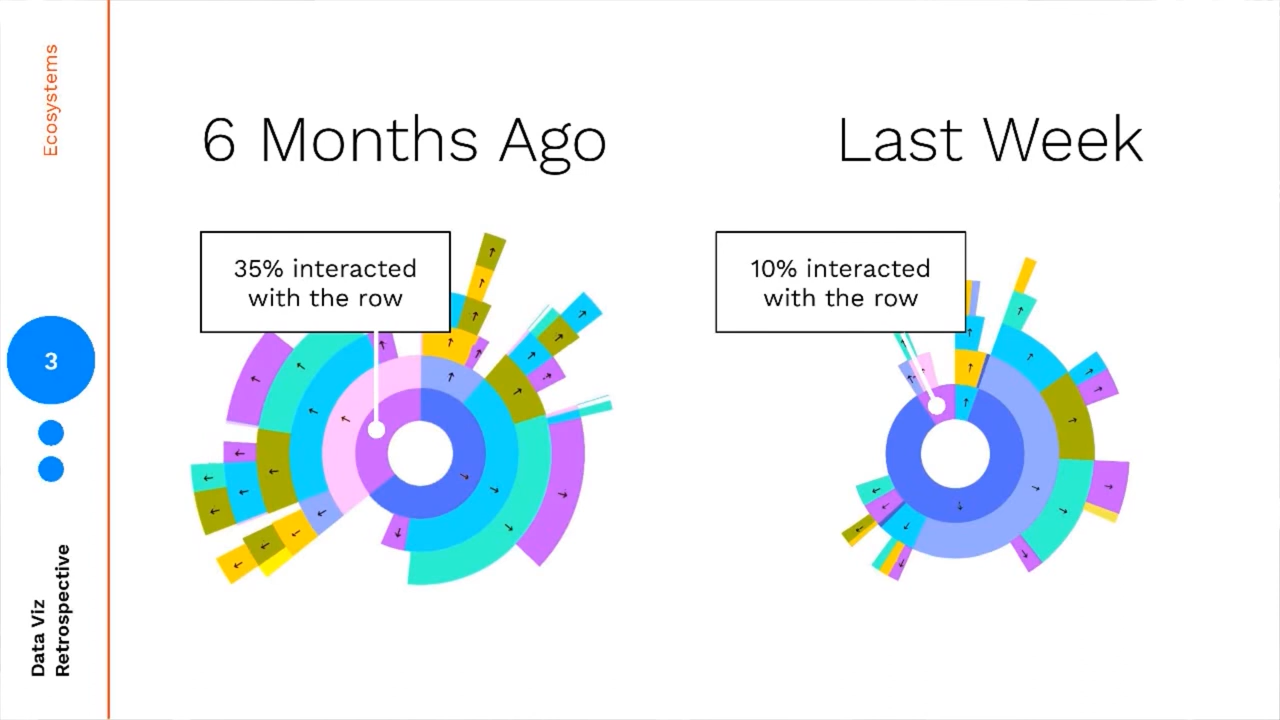 Ecosystems
3
Data Viz
Retrospective
6 Months Ago
Last Week
35% interacted
with the row
10% interacted
with the row